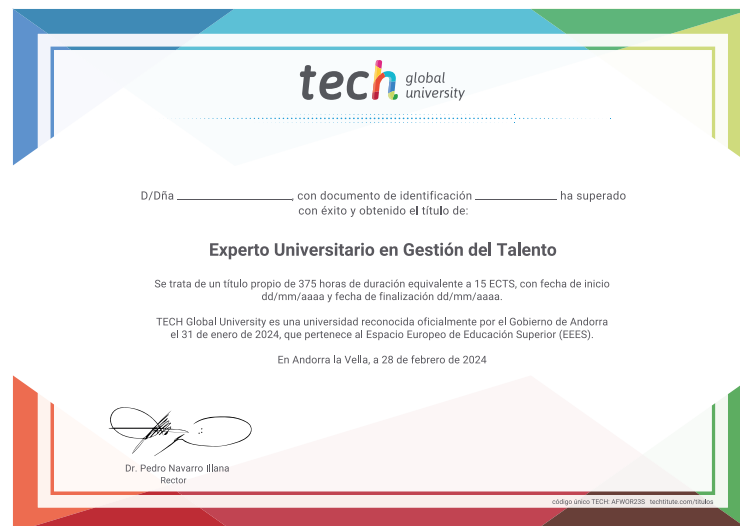 tech global university
D/Dña ____________, con documento de identificación ____________ ha superado
con éxito y obtenido el título de:
Experto Universitario en Gestión del Talento
Se trata de un título propio de 375 horas de duración equivalente a 15 ECTS, con fecha de inicio
dd/mm/aaaa y fecha de finalización dd/mm/aaaa.
TECH Global University es una universidad reconocida oficialmente por el Gobierno de Andorra
el 31 de enero de 2024, que pertenece al Espacio Europeo de Educación Superior (EEES).
En Andorra la Vella, a 28 de febrero de 2024
Dr. Pedro Navarro Illana
Rector
código único TECH: AFWOR23S techtitute.com/titulos